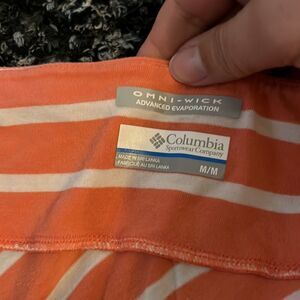 OMNI-WICK
ADVANCED EVAPORATION
Columbia
Sportswear Company
MADE IN SRI LANKA
FABRIQUÉ AU SRI LANKA
M/M